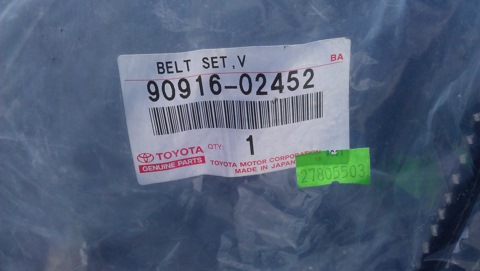 BELT SET,V BA
90916-02452
TOYOTA QTY: 1
GENUINE PARTS TOYOTA MOTOR CORPORATION
MADE IN JAPAN
27805503